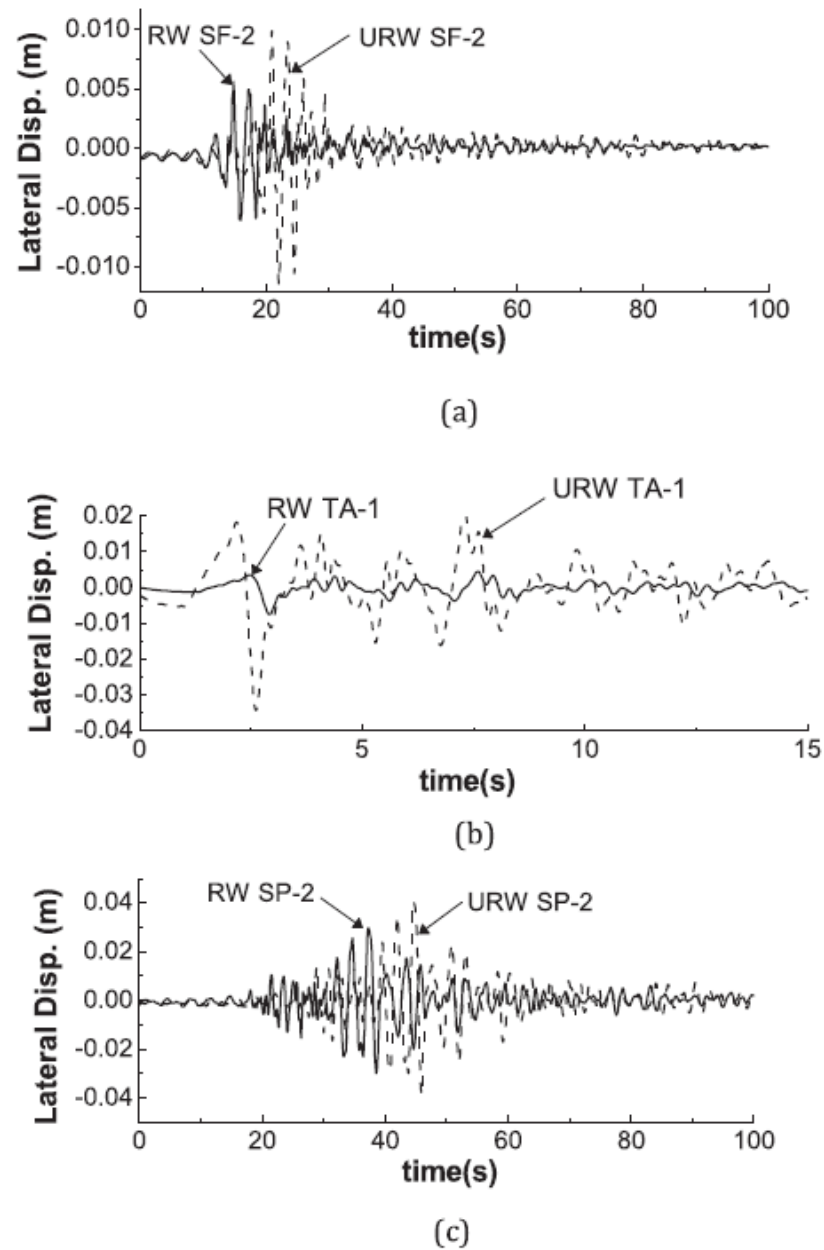 0.010
0.005
0.000
-0.005
-0.010
Lateral Disp. (m)
RW SF-2
URW SF-2
0 20 40 60 80 100
time(s)
(a)
0.02
0.01
0.00
-0.01
-0.02
-0.03
-0.04
Lateral Disp. (m)
RW TA-1
URW TA-1
0 5 10 15
time(s)
(b)
0.04
0.02
0.00
-0.02
-0.04
Lateral Disp. (m)
RW SP-2
URW SP-2
0 20 40 60 80 100
time(s)
(c)